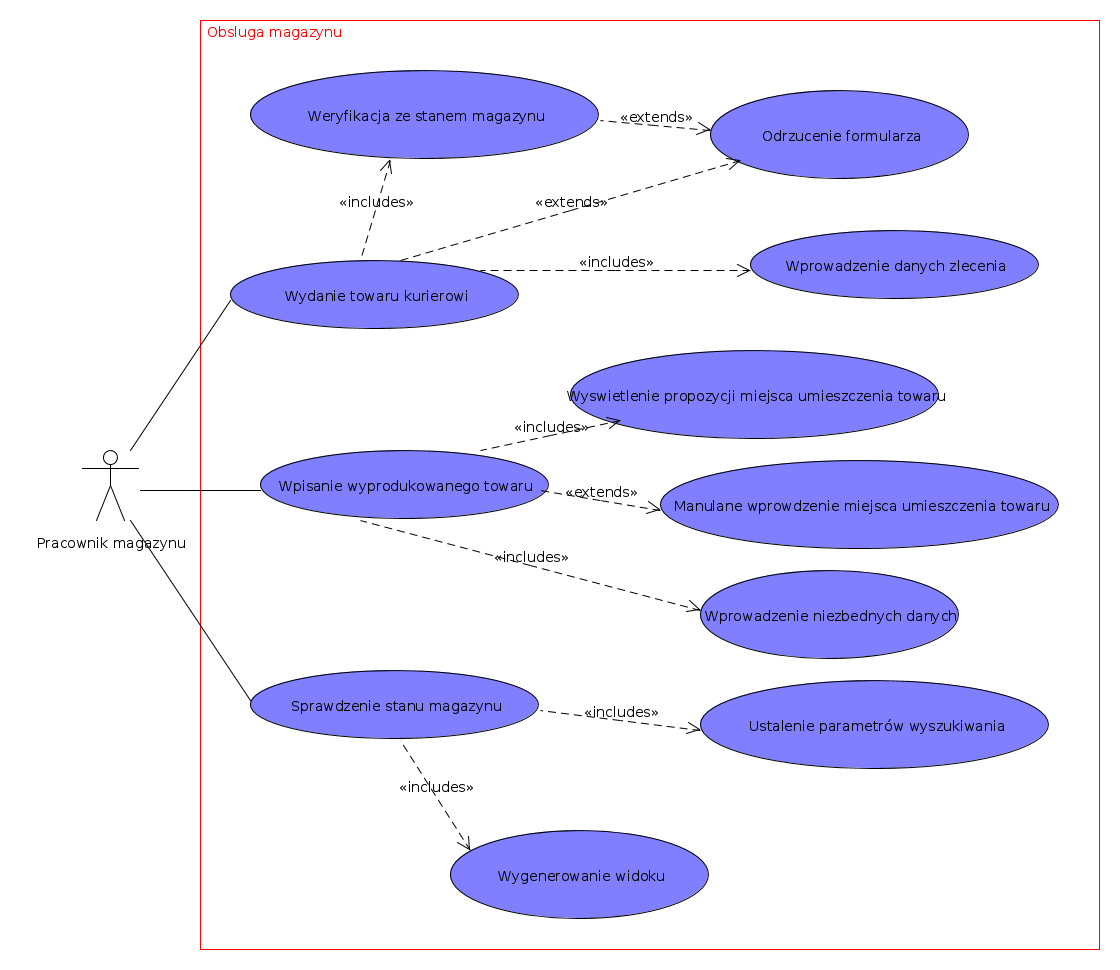 Obsluga magazynu
Weryfikacja ze stanem magazynu
«extends»
Odrzucenie formularza
«includes»
«extends»
«includes»
Wprowadzenie danych zlecenia
Wydanie towaru kurierowi
Wyswietlenie propozycji miejsca umieszczenia towaru
«includes»
Wpisanie wyprodukowanego towaru
«extends»
Manulane wprowdzenie miejsca umieszczenia towaru
Pracownik magazynu
«includes»
Wprowadzenie niezbednych danych
Sprawdzenie stanu magazynu
«includes»
Ustalenie parametrów wyszukiwania
«includes»
Wygenerowanie widoku